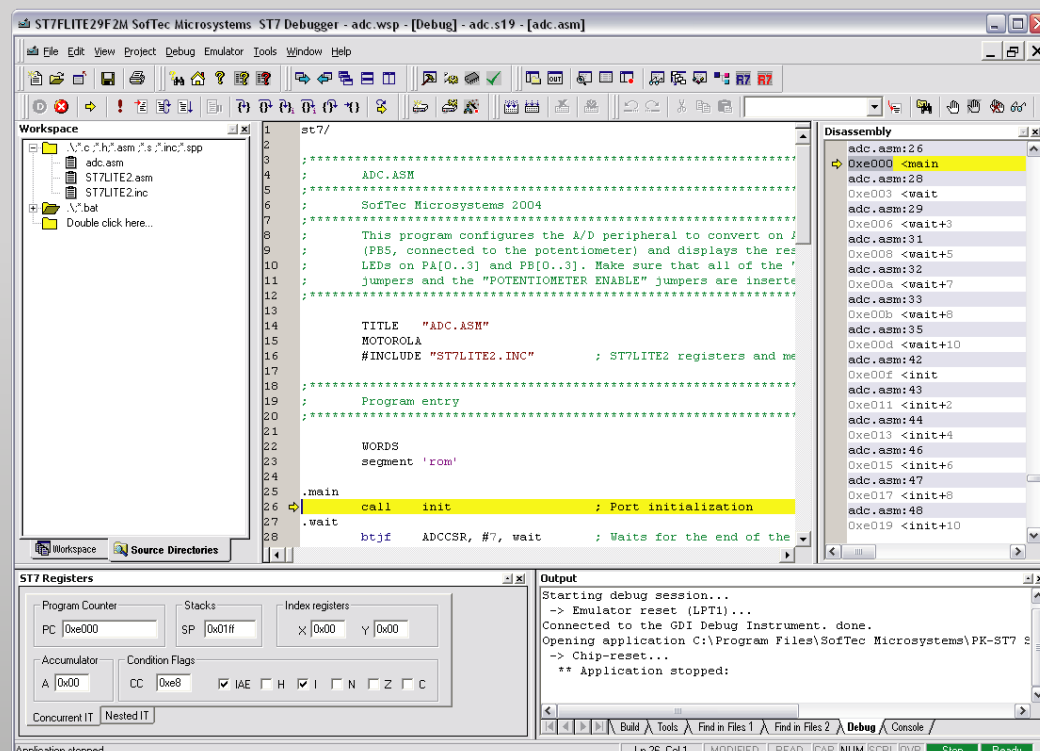 ST7FLITE29F2M SofTec Microsystems ST7 Debugger - adc.wsp - [Debug] - adc.s19 - [adc.asm]
File Edit View Project Debug Emulator Tools Window Help
R7 R7
Workspace
.\;*.c ;*.h;*.asm ;*.s ;*.inc;*.spp
adc.asm
ST7LITE2.asm
ST7LITE2.inc
.\;*.bat
Double click here...
Workspace Source Directories
1 st7/
2
3 ;******************************************************************
4 ; ADC.ASM
5 ;******************************************************************
6 ; SofTec Microsystems 2004
7 ;******************************************************************
8 ; This program configures the A/D peripheral to convert on A
9 ; (PB5, connected to the potentiometer) and displays the res
10 ; LEDs on PA[0..3] and PB[0..3]. Make sure that all of the "
11 ; jumpers and the "POTENTIOMETER ENABLE" jumpers are inserte
12 ;******************************************************************
13
14 TITLE "ADC.ASM"
15 MOTOROLA
16 #INCLUDE "ST7LITE2.INC" ; ST7LITE2 registers and me
17
18 ;******************************************************************
19 ; Program entry
20 ;******************************************************************
21
22 WORDS
23 segment 'rom'
24
25 .main
26 call init ; Port initialization
27 .wait
28 btjf ADCCSR, #7, wait ; Waits for the end of the
Disassembly
adc.asm:26
0xe000 <main
adc.asm:28
0xe003 <wait
adc.asm:29
0xe006 <wait+3
adc.asm:31
0xe008 <wait+5
adc.asm:32
0xe00a <wait+7
adc.asm:33
0xe00b <wait+8
adc.asm:35
0xe00d <wait+10
adc.asm:42
0xe00f <init
adc.asm:43
0xe011 <init+2
adc.asm:44
0xe013 <init+4
adc.asm:46
0xe015 <init+6
adc.asm:47
0xe017 <init+8
adc.asm:48
0xe019 <init+10
ST7 Registers
Program Counter Stacks Index registers
PC 0xe000 SP 0x01ff X 0x00 Y 0x00
Accumulator Condition Flags
A 0x00 CC 0xe8 IAE H I N Z C
Concurrent IT Nested IT
Output
Starting debug session...
-> Emulator reset (LPT1)...
Connected to the GDI Debug Instrument. done.
Opening application C:\Program Files\SofTec Microsystems\PK-ST7 S
-> Chip-reset...
** Application stopped:
Build Tools Find in Files 1 Find in Files 2 Debug Console
Application stopped Ln 26, Col 1 MODIFIED READ CAP NUM SCRL OVR Stop Ready